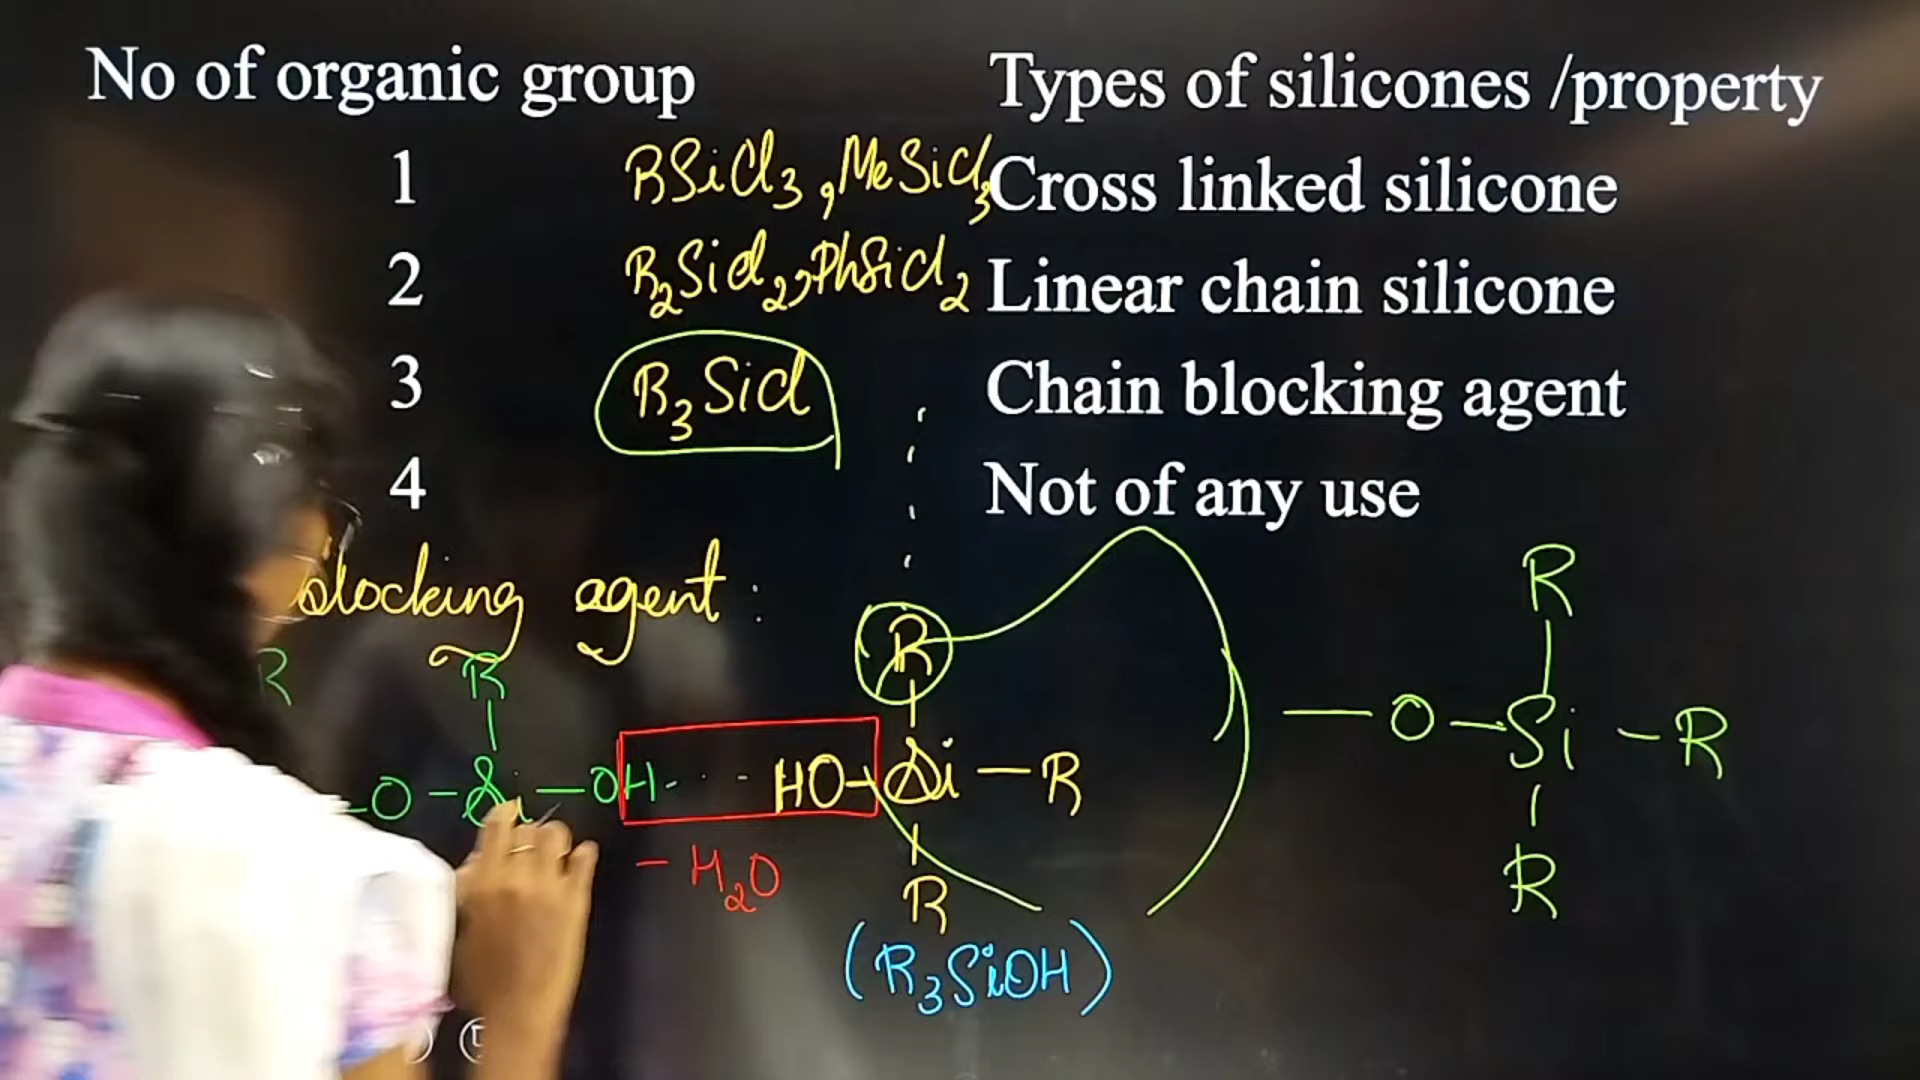 No of organic group Types of silicones /property
1 RSiCl3, MeSiCl3 Cross linked silicone
2 R2SiCl2, PhSiCl2 Linear chain silicone
3 R3SiCl Chain blocking agent
4 Not of any use
blocking agent :
R R R R
O - Si - OH - - - HO - Si - R - O - Si - R
- H2O
R R
(R3SiOH)